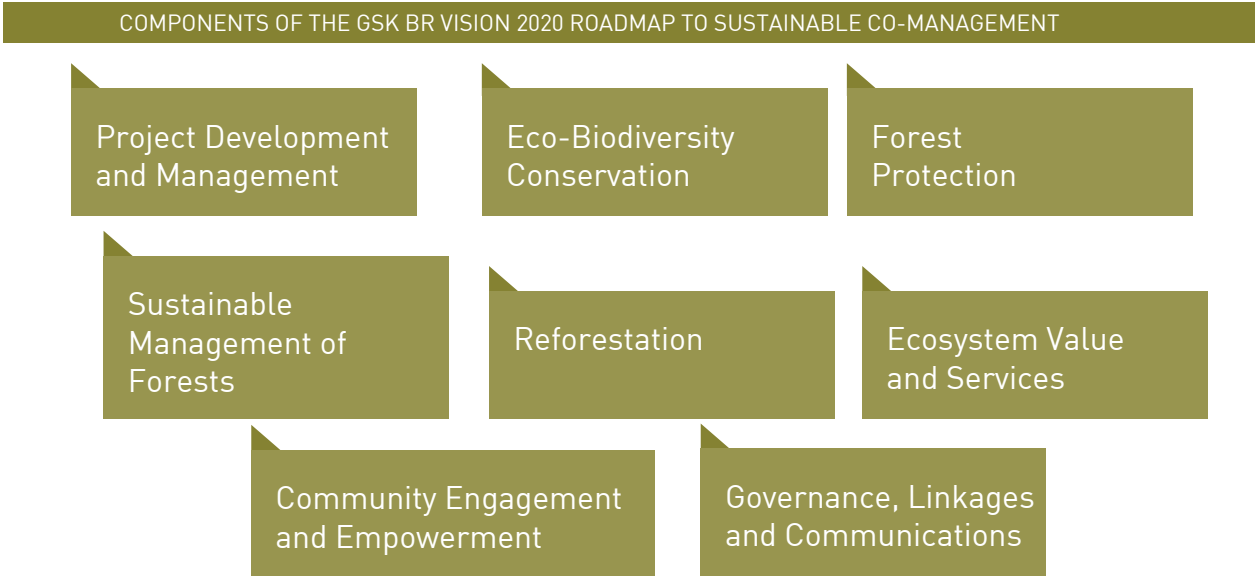 COMPONENTS OF THE GSK BR VISION 2020 ROADMAP TO SUSTAINABLE CO-MANAGEMENT
Project Development
and Management
Eco-Biodiversity
Conservation
Forest
Protection
Sustainable
Management of
Forests
Reforestation
Ecosystem Value
and Services
Community Engagement
and Empowerment
Governance, Linkages
and Communications